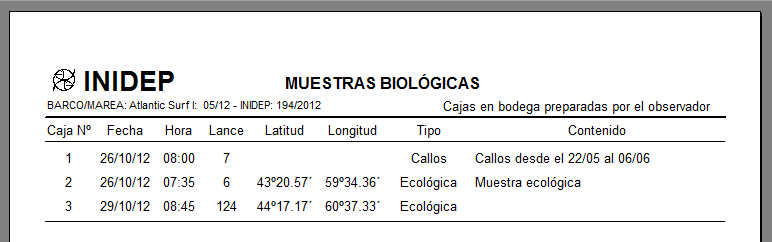 INIDEP
MUESTRAS BIOLÓGICAS
BARCO/MAREA: Atlantic Surf I: 05/12 - INIDEP: 194/2012 Cajas en bodega preparadas por el observador
Caja Nº Fecha Hora Lance Latitud Longitud Tipo Contenido
1 26/10/12 08:00 7 Callos Callos desde el 22/05 al 06/06
2 26/10/12 07:35 6 43º20.57´ 59º34.36´ Ecológica Muestra ecológica
3 29/10/12 08:45 124 44º17.17´ 60º37.33´ Ecológica